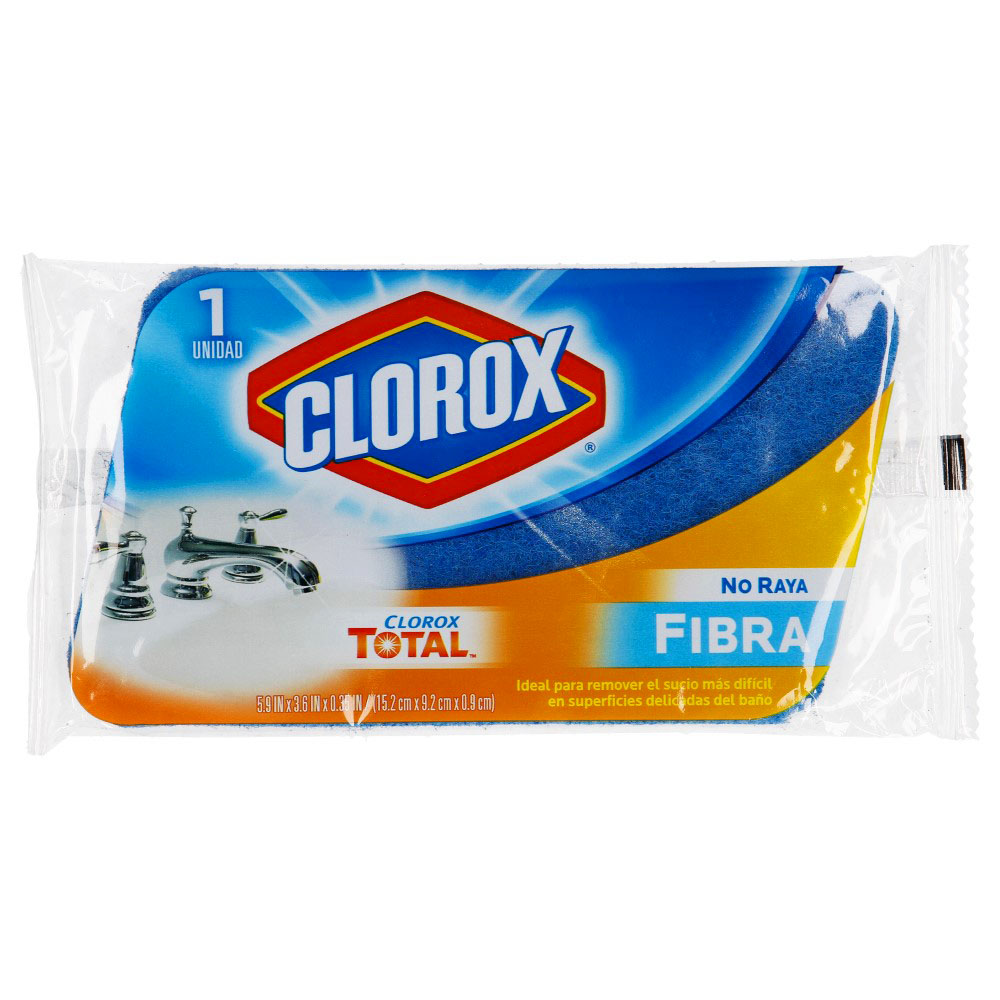 1
UNIDAD
CLOROX
®
CLOROX
TOTAL™
NO RAYA
FIBRA
Ideal para remover el sucio más difícil
en superficies delicadas del baño
5.9 IN x 3.6 IN x 0.35 IN / (15.2 cm x 9.2 cm x 0.9 cm)